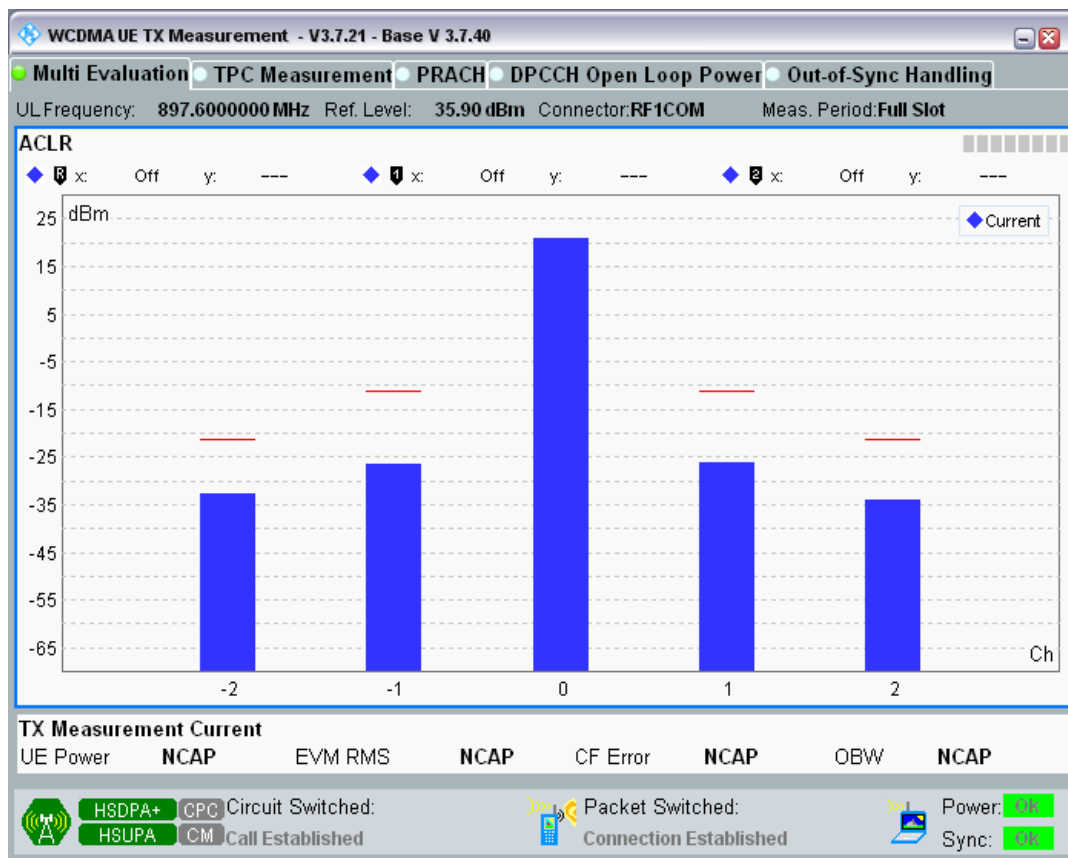 WCDMA UE TX Measurement - V3.7.21 - Base V 3.7.40
Multi Evaluation TPC Measurement PRACH DPCCH Open Loop Power Out-of-Sync Handling
UL Frequency: 897.6000000 MHz Ref. Level: 35.90 dBm Connector:RF1COM Meas. Period:Full Slot
ACLR
R x: Off y: --- 1 x: Off y: --- 2 x: Off y: ---
dBm
Current
25
15
5
-5
-15
-25
-35
-45
-55
-65
Ch
-2 -1 0 1 2
TX Measurement Current
UE Power NCAP EVM RMS NCAP CF Error NCAP OBW NCAP
HSDPA+ CPC Circuit Switched: Packet Switched: Power: OK
HSUPA CM Call Established Connection Established Sync: OK